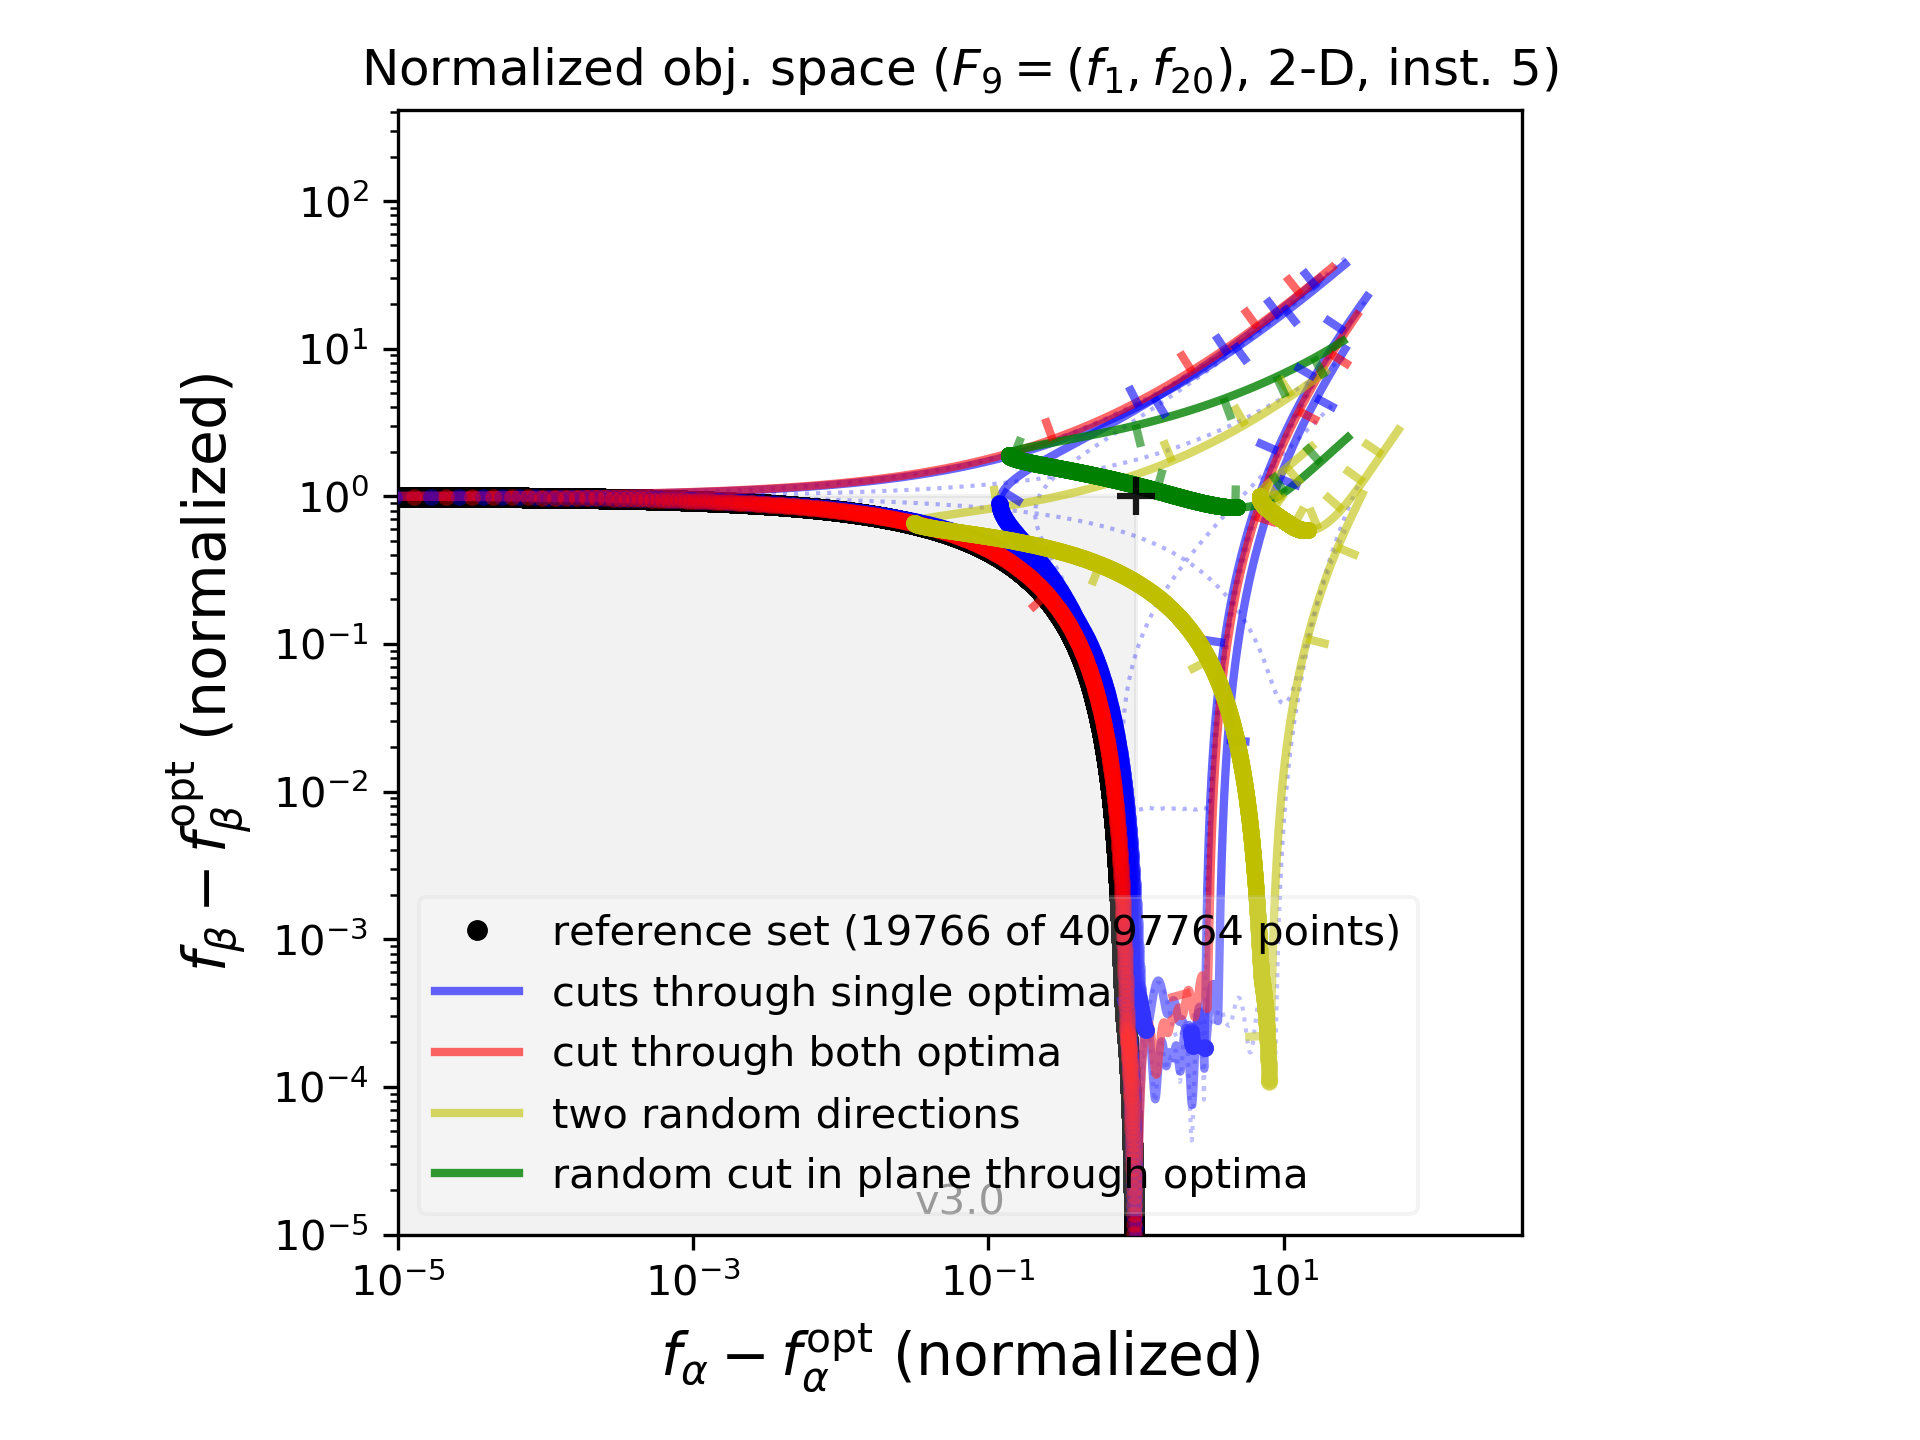 Normalized obj. space (F₉ = (f₁, f₂₀), 2-D, inst. 5)
10²
10¹
10⁰
10⁻¹
10⁻²
10⁻³
10⁻⁴
10⁻⁵
f_β − f_β^opt (normalized)
reference set (19766 of 4097764 points)
cuts through single optima
cut through both optima
two random directions
random cut in plane through optima
v3.0
10⁻⁵ 10⁻³ 10⁻¹ 10¹
f_α − f_α^opt (normalized)